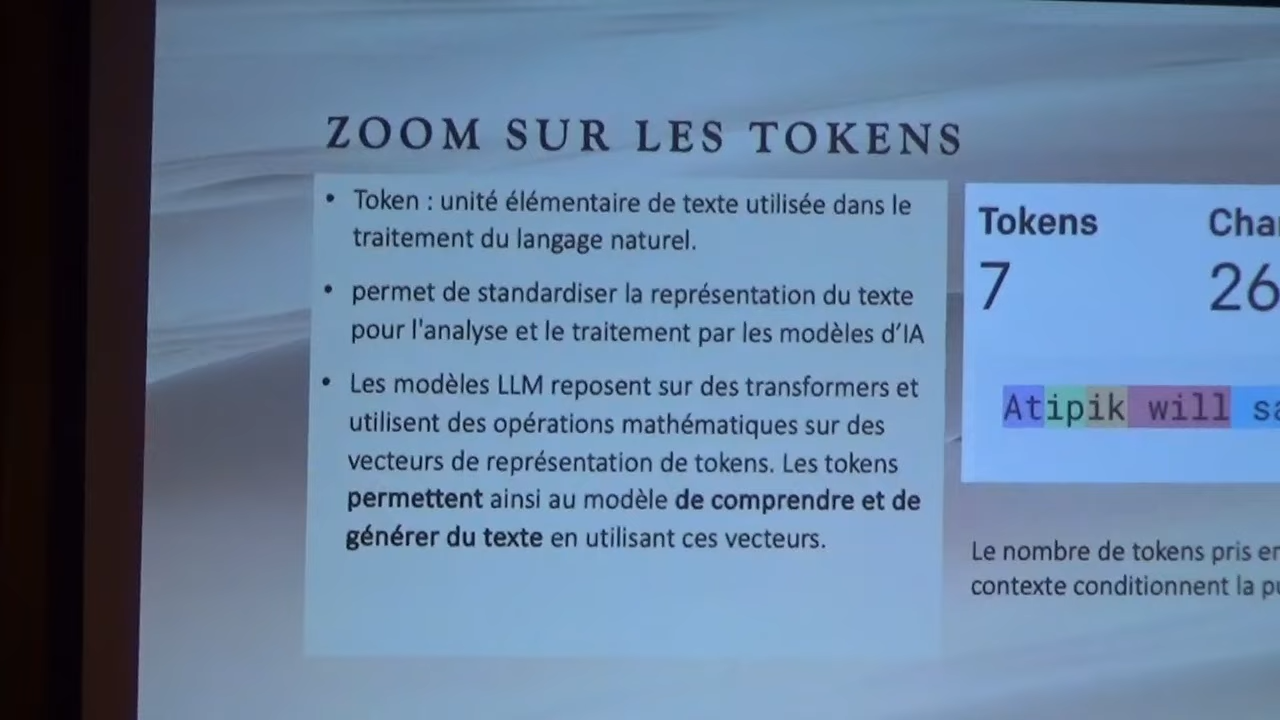 ZOOM SUR LES TOKENS
• Token : unité élémentaire de texte utilisée dans le
traitement du langage naturel.
• permet de standardiser la représentation du texte
pour l'analyse et le traitement par les modèles d’IA
• Les modèles LLM reposent sur des transformers et
utilisent des opérations mathématiques sur des
vecteurs de représentation de tokens. Les tokens
permettent ainsi au modèle de comprendre et de
générer du texte en utilisant ces vecteurs.
Tokens
7
26
Atipik will
Le nombre de tokens pris
contexte conditionnent la